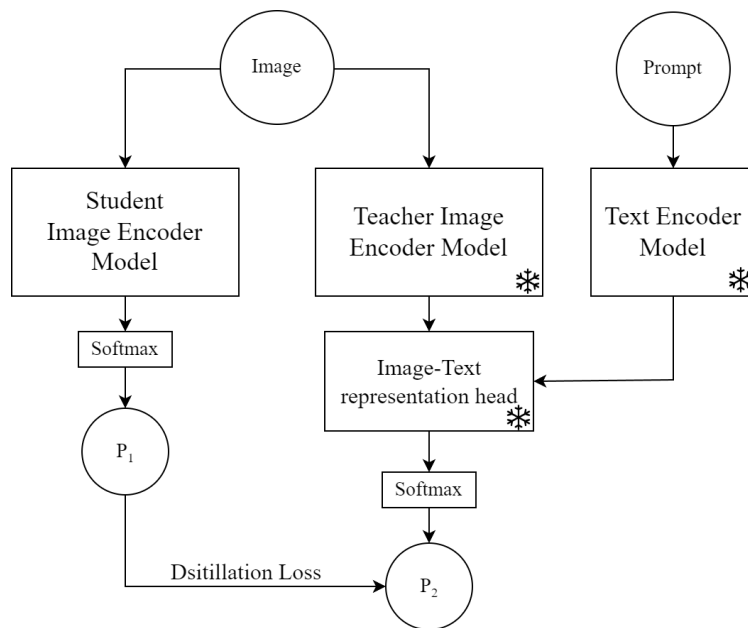 Image
Prompt
Student
Image Encoder
Model
Teacher Image
Encoder Model
Text Encoder
Model
Softmax
Image-Text
representation head
P₁
Softmax
Dsitillation Loss
P₂